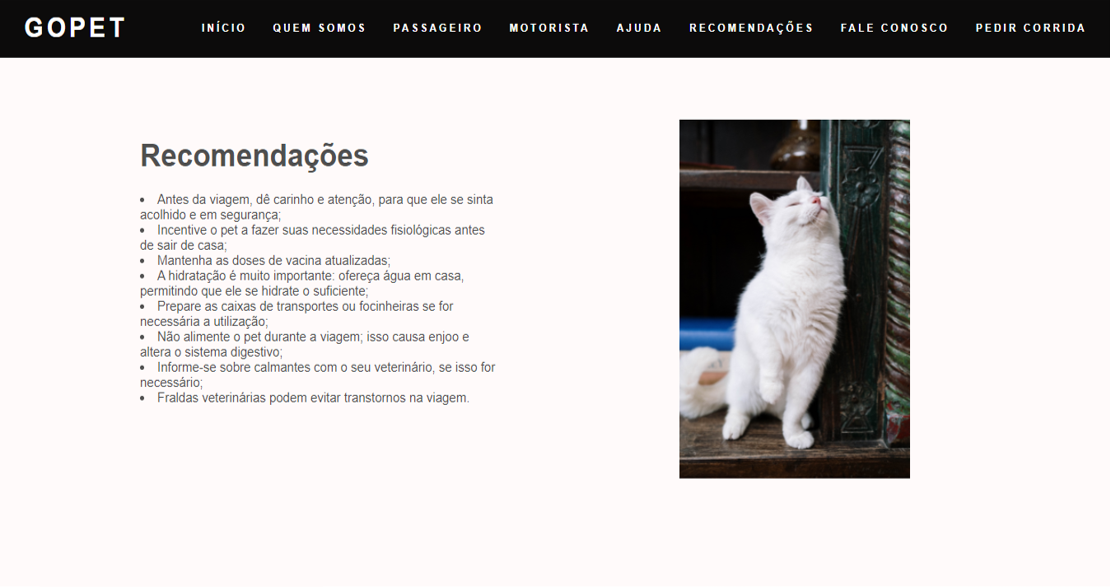 GOPET
INÍCIO QUEM SOMOS PASSAGEIRO MOTORISTA AJUDA RECOMENDAÇÕES FALE CONOSCO PEDIR CORRIDA
Recomendações
• Antes da viagem, dê carinho e atenção, para que ele se sinta
acolhido e em segurança;
• Incentive o pet a fazer suas necessidades fisiológicas antes
de sair de casa;
• Mantenha as doses de vacina atualizadas;
• A hidratação é muito importante: ofereça água em casa,
permitindo que ele se hidrate o suficiente;
• Prepare as caixas de transportes ou focinheiras se for
necessária a utilização;
• Não alimente o pet durante a viagem; isso causa enjoo e
altera o sistema digestivo;
• Informe-se sobre calmantes com o seu veterinário, se isso for
necessário;
• Fraldas veterinárias podem evitar transtornos na viagem.